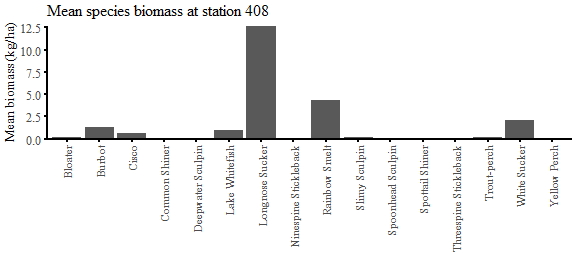 Mean species biomass at station 408
Mean biomass (kg/ha)
12.5
10.0
7.5
5.0
2.5
0.0
Bloater
Burbot
Cisco
Common Shiner
Deepwater Sculpin
Lake Whitefish
Longnose Sucker
Ninespine Stickleback
Rainbow Smelt
Slimy Sculpin
Spoonhead Sculpin
Spottail Shiner
Threespine Stickleback
Trout-perch
White Sucker
Yellow Perch